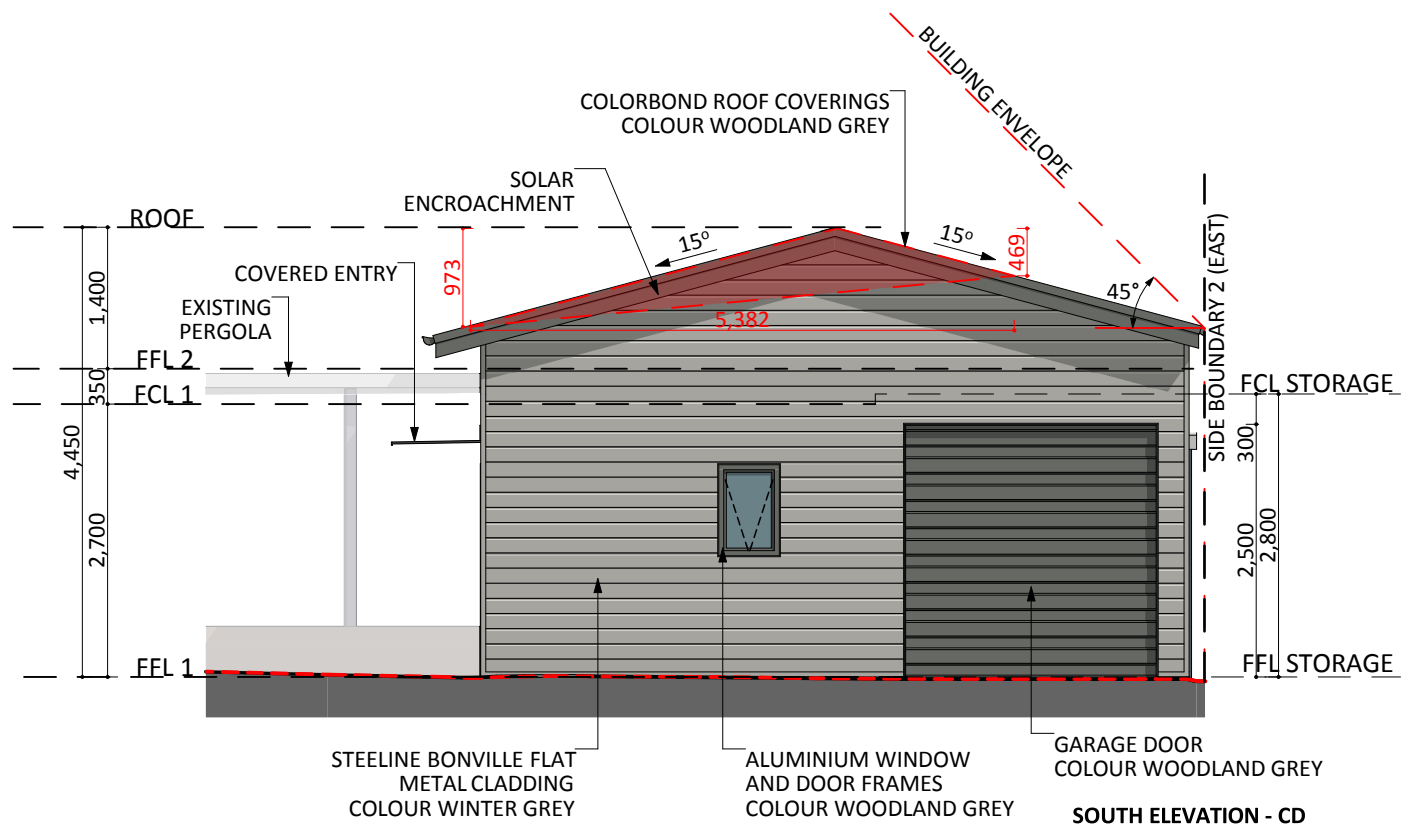 BUILDING ENVELOPE
COLORBOND ROOF COVERINGS
COLOUR WOODLAND GREY
SOLAR
ENCROACHMENT
ROOF
15°
15°
973
469
COVERED ENTRY
EXISTING
PERGOLA
1,400
45°
5,382
SIDE BOUNDARY 2 (EAST)
FFL 2
350
FCL 1
FCL STORAGE
4,450
300
2,700
2,500
2,800
FFL 1
FFL STORAGE
STEELINE BONVILLE FLAT
METAL CLADDING
COLOUR WINTER GREY
ALUMINIUM WINDOW
AND DOOR FRAMES
COLOUR WOODLAND GREY
GARAGE DOOR
COLOUR WOODLAND GREY
SOUTH ELEVATION - CD